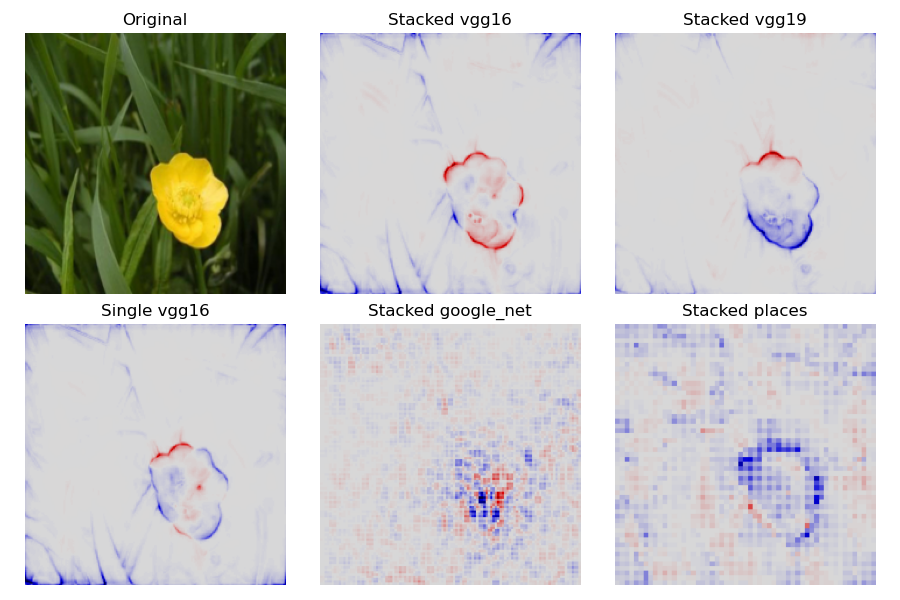 Original
Stacked vgg16
Stacked vgg19
Single vgg16
Stacked google_net
Stacked places